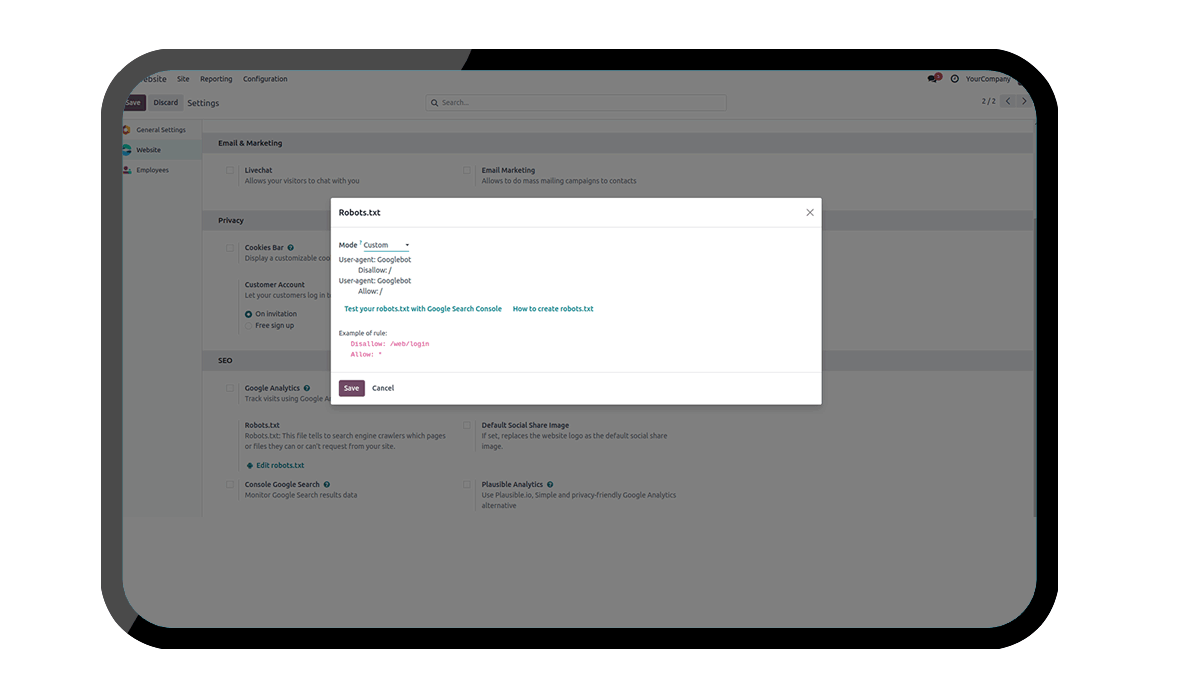 ebsite Site Reporting Configuration YourCompany
Save Discard Settings Search... 2 / 2
General Settings
Website
Employees
Email & Marketing
Livechat
Allows your visitors to chat with you
Email Marketing
Allows to do mass mailing campaigns to contacts
Privacy
Cookies Bar ?
Display a customizable coo
Customer Account
Let your customers log in t
On invitation
Free sign up
Robots.txt
Mode ? Custom
User-agent: Googlebot
Disallow: /
User-agent: Googlebot
Allow: /
Test your robots.txt with Google Search Console How to create robots.txt
Example of rule:
Disallow: /web/login
Allow: *
Save Cancel
SEO
Google Analytics ?
Track visits using Google A
Robots.txt
Robots.txt: This file tells to search engine crawlers which pages
or files they can or can't request from your site.
Edit robots.txt
Default Social Share Image
If set, replaces the website logo as the default social share
image.
Console Google Search ?
Monitor Google Search results data
Plausible Analytics ?
Use Plausible.io, Simple and privacy-friendly Google Analytics
alternative